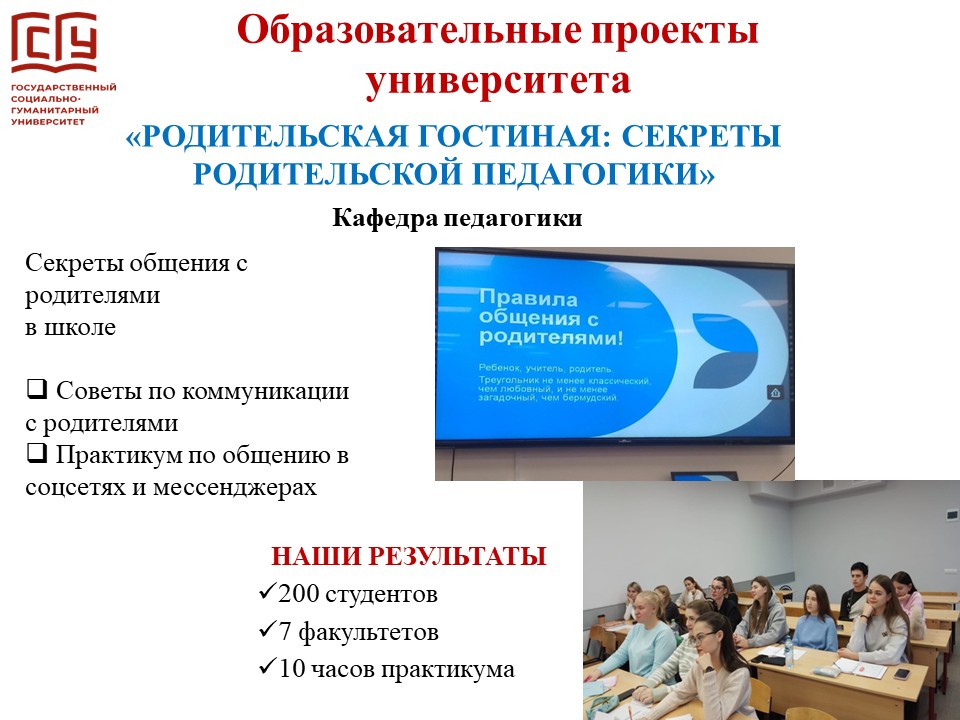 ГСГУ
ГОСУДАРСТВЕННЫЙ
СОЦИАЛЬНО-
ГУМАНИТАРНЫЙ
УНИВЕРСИТЕТ
Образовательные проекты
университета
«РОДИТЕЛЬСКАЯ ГОСТИНАЯ: СЕКРЕТЫ
РОДИТЕЛЬСКОЙ ПЕДАГОГИКИ»
Кафедра педагогики
Секреты общения с
родителями
в школе
❑ Советы по коммуникации
с родителями
❑ Практикум по общению в
соцсетях и мессенджерах
Правила
общения с
родителями!
Ребенок, учитель, родитель.
Треугольник не менее классический,
чем любовный, и не менее
загадочный, чем бермудский.
НАШИ РЕЗУЛЬТАТЫ
✓200 студентов
✓7 факультетов
✓10 часов практикума